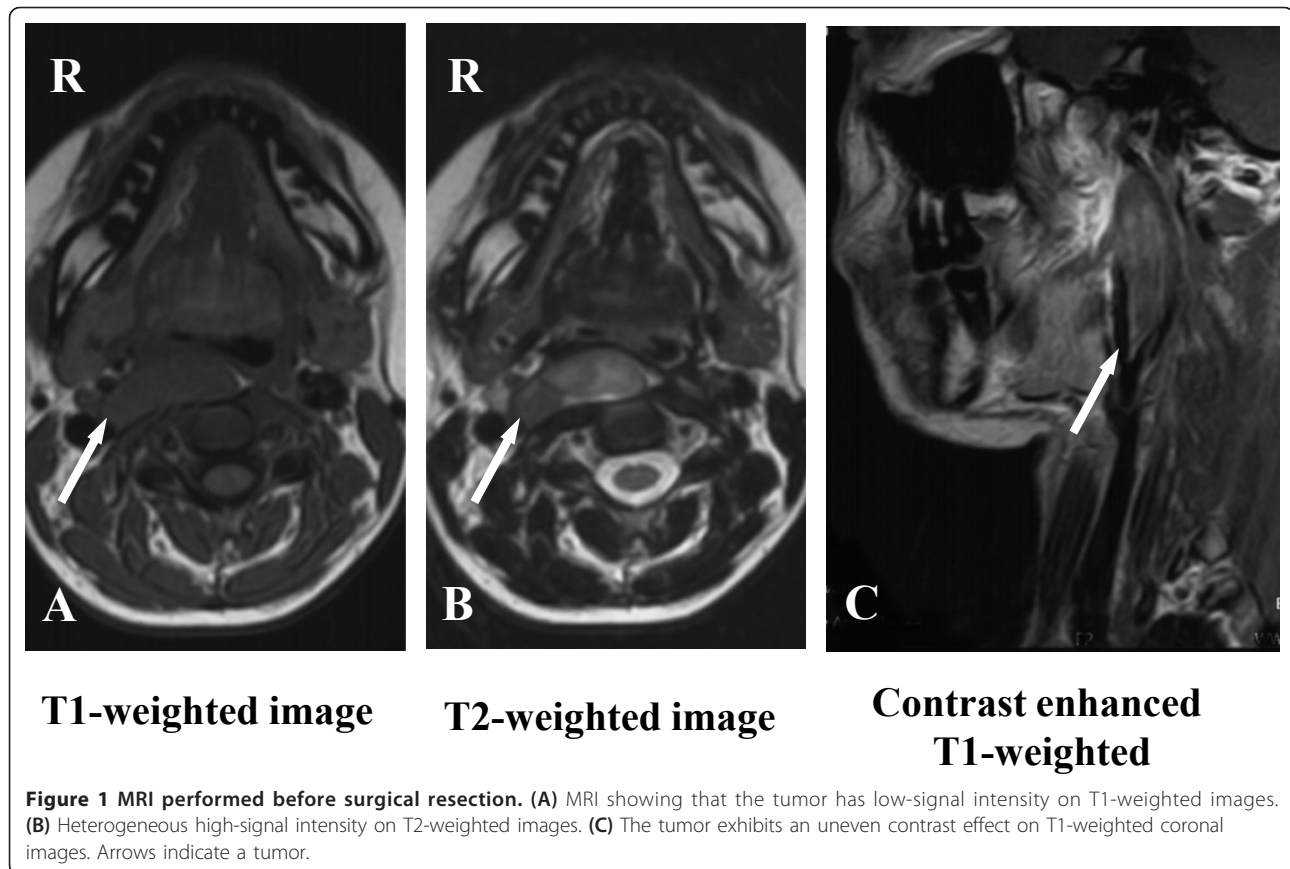 R
R
A
B
C
T1-weighted image
T2-weighted image
Contrast enhanced
T1-weighted
Figure 1 MRI performed before surgical resection. (A) MRI showing that the tumor has low-signal intensity on T1-weighted images.
(B) Heterogeneous high-signal intensity on T2-weighted images. (C) The tumor exhibits an uneven contrast effect on T1-weighted coronal
images. Arrows indicate a tumor.